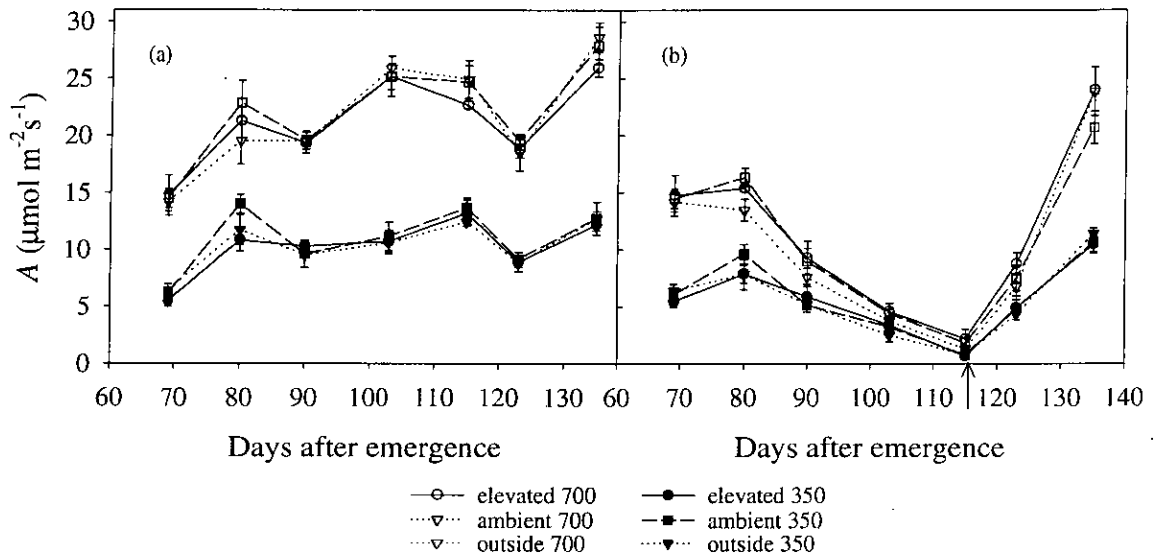 30
25
20
15
10
5
0
A (µmol m⁻²s⁻¹)
(a)
(b)
60 70 80 90 100 110 120 130 60 70 80 90 100 110 120 130 140
Days after emergence Days after emergence
elevated 700 elevated 350
ambient 700 ambient 350
outside 700 outside 350